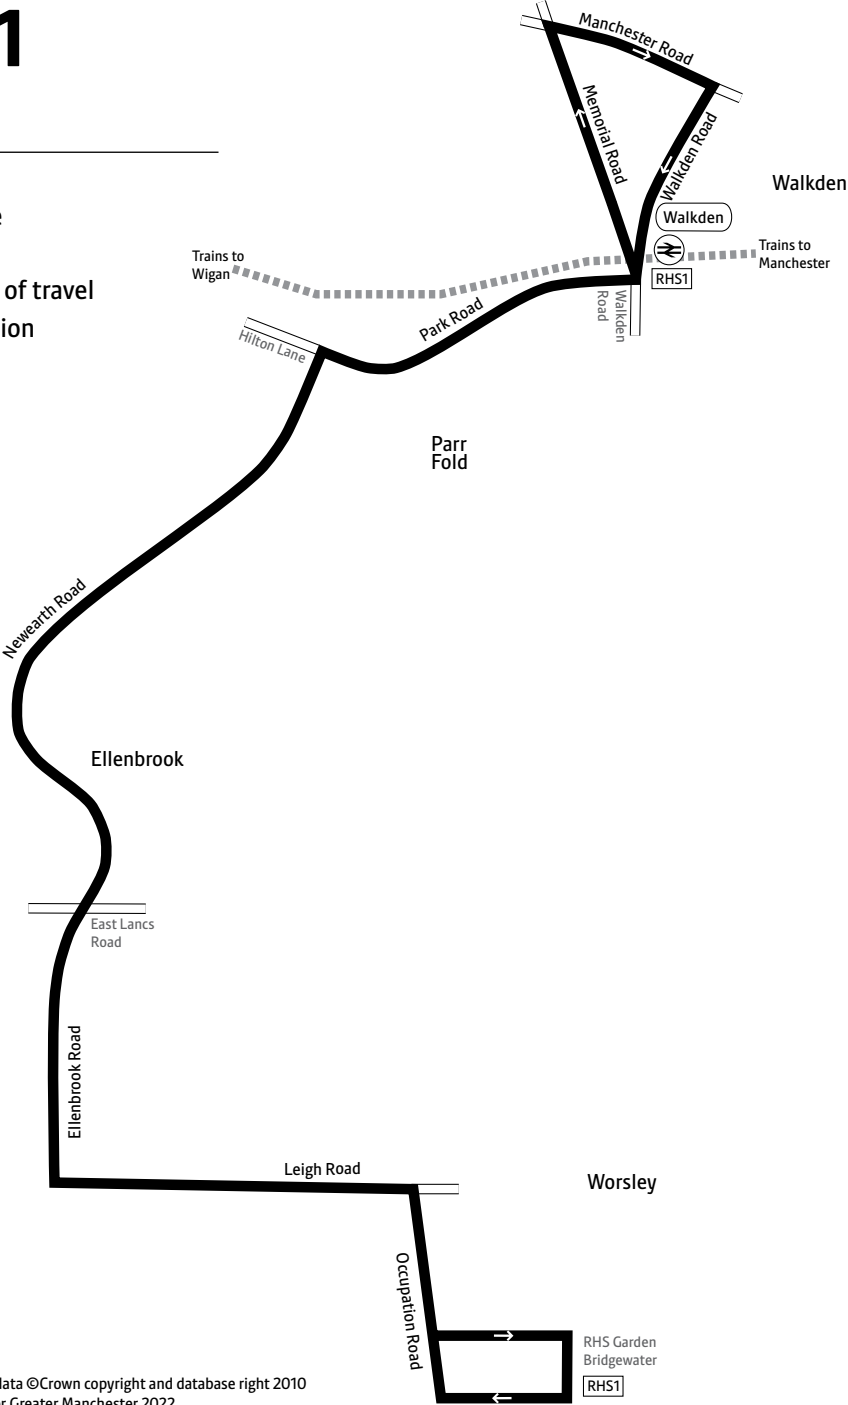 1
Manchester Road
Memorial Road
Walkden Road
Walkden
Walkden
of travel
ion
Trains to
Wigan
Trains to
Manchester
RHS1
Walkden
Road
Park Road
Hilton Lane
Parr
Fold
Newearth Road
Ellenbrook
East Lancs
Road
Ellenbrook Road
Leigh Road
Worsley
Occupation Road
RHS Garden
Bridgewater
RHS1
data ©Crown copyright and database right 2010
r Greater Manchester 2022